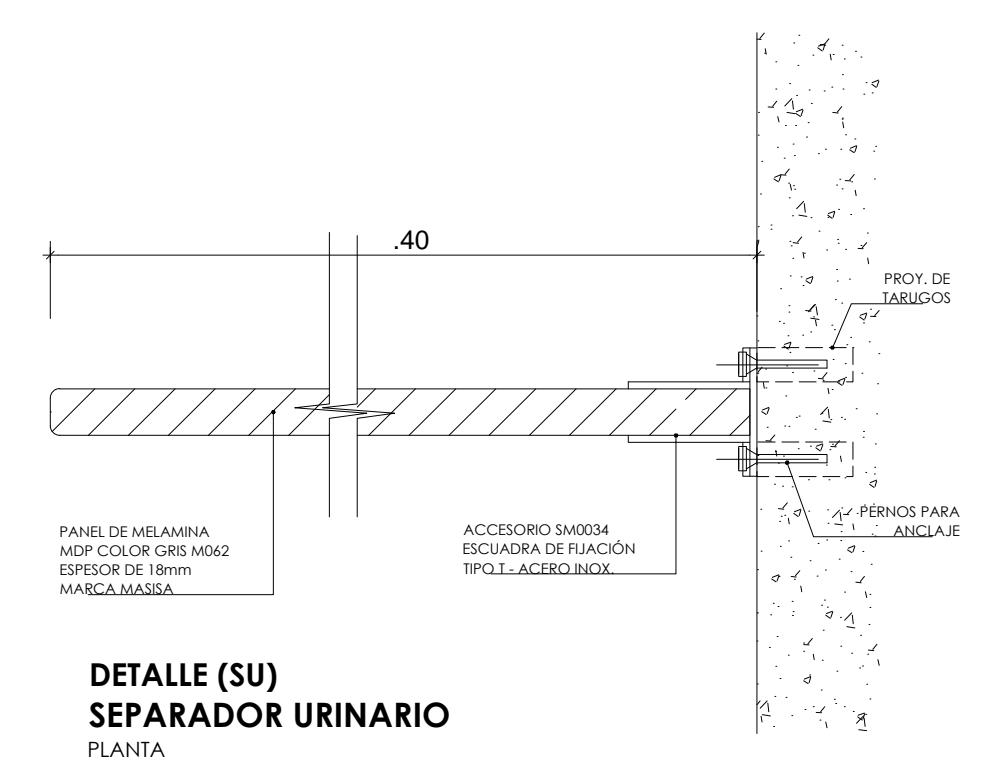 .40
PROY. DE
TARUGOS
PERNOS PARA
ANCLAJE
PANEL DE MELAMINA
MDP COLOR GRIS M062
ESPESOR DE 18mm
MARCA MASISA
ACCESORIO SM0034
ESCUADRA DE FIJACIÓN
TIPO T - ACERO INOX.
DETALLE (SU)
SEPARADOR URINARIO
PLANTA